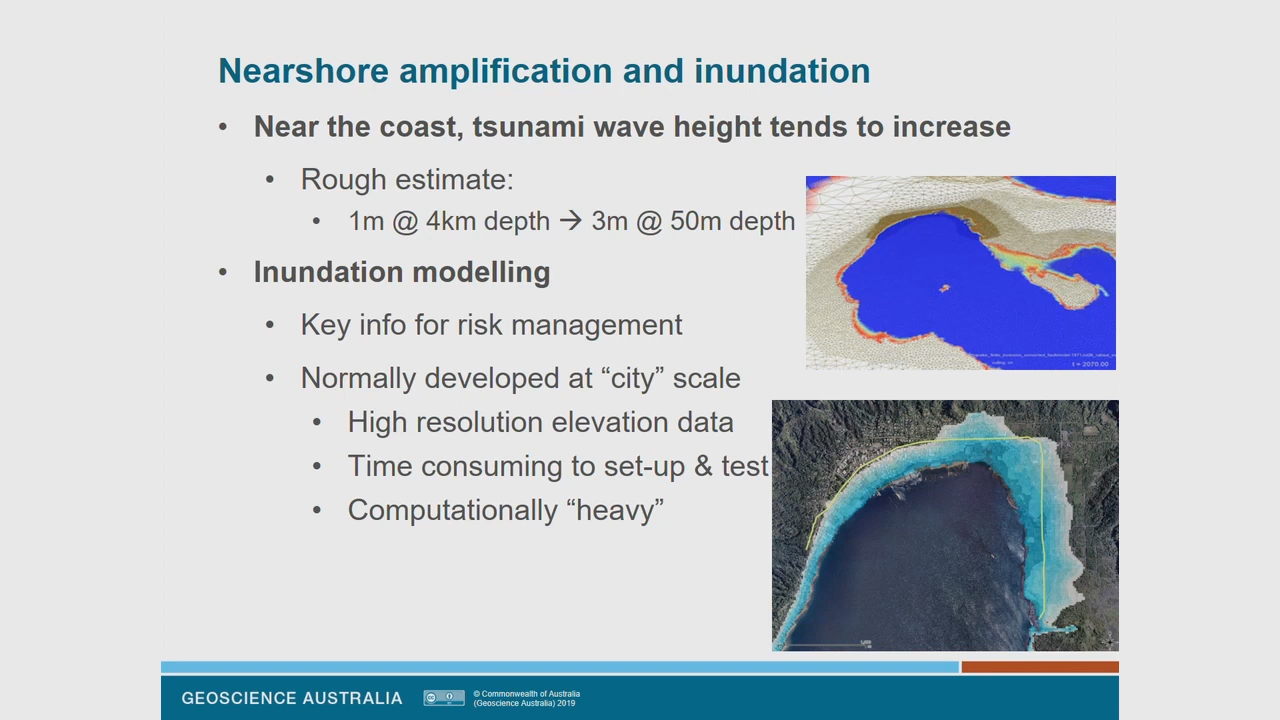 Nearshore amplification and inundation
• Near the coast, tsunami wave height tends to increase
• Rough estimate:
• 1m @ 4km depth → 3m @ 50m depth
• Inundation modelling
• Key info for risk management
• Normally developed at “city” scale
• High resolution elevation data
• Time consuming to set-up & test
• Computationally “heavy”
t = 2070.00
GEOSCIENCE AUSTRALIA
© Commonwealth of Australia
(Geoscience Australia) 2019